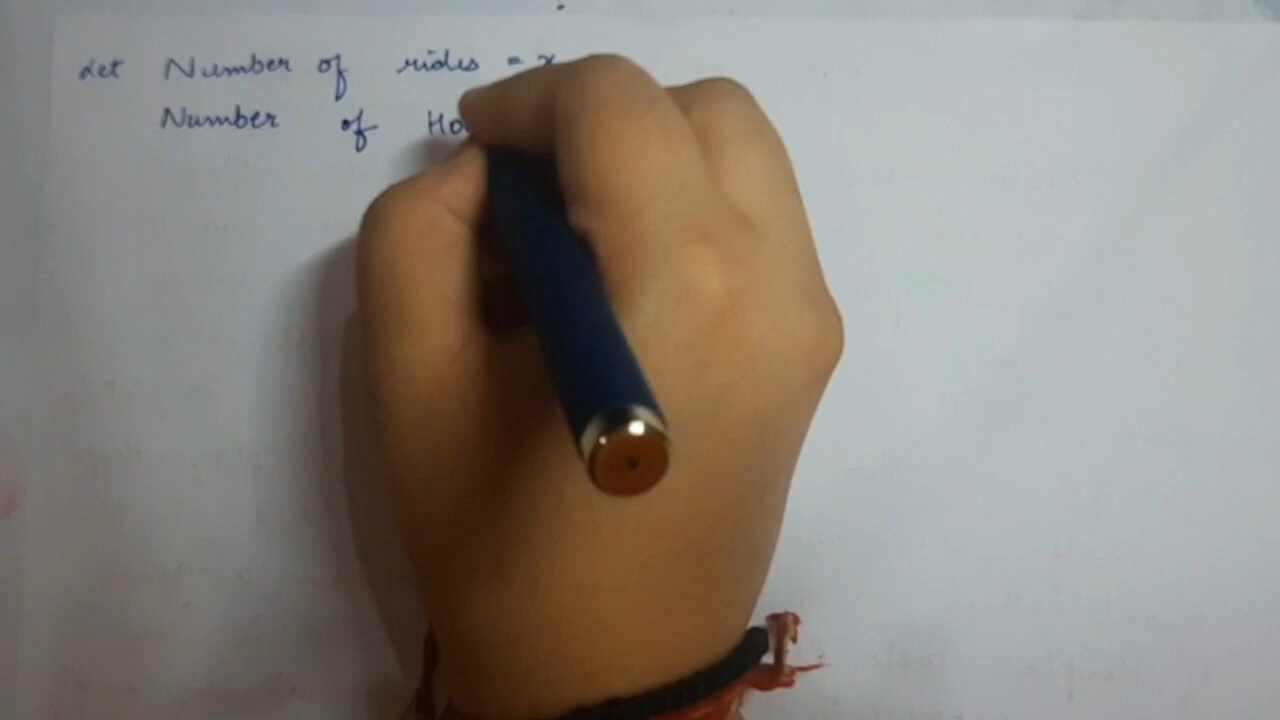 Let Number of rides = x
Number of Ho